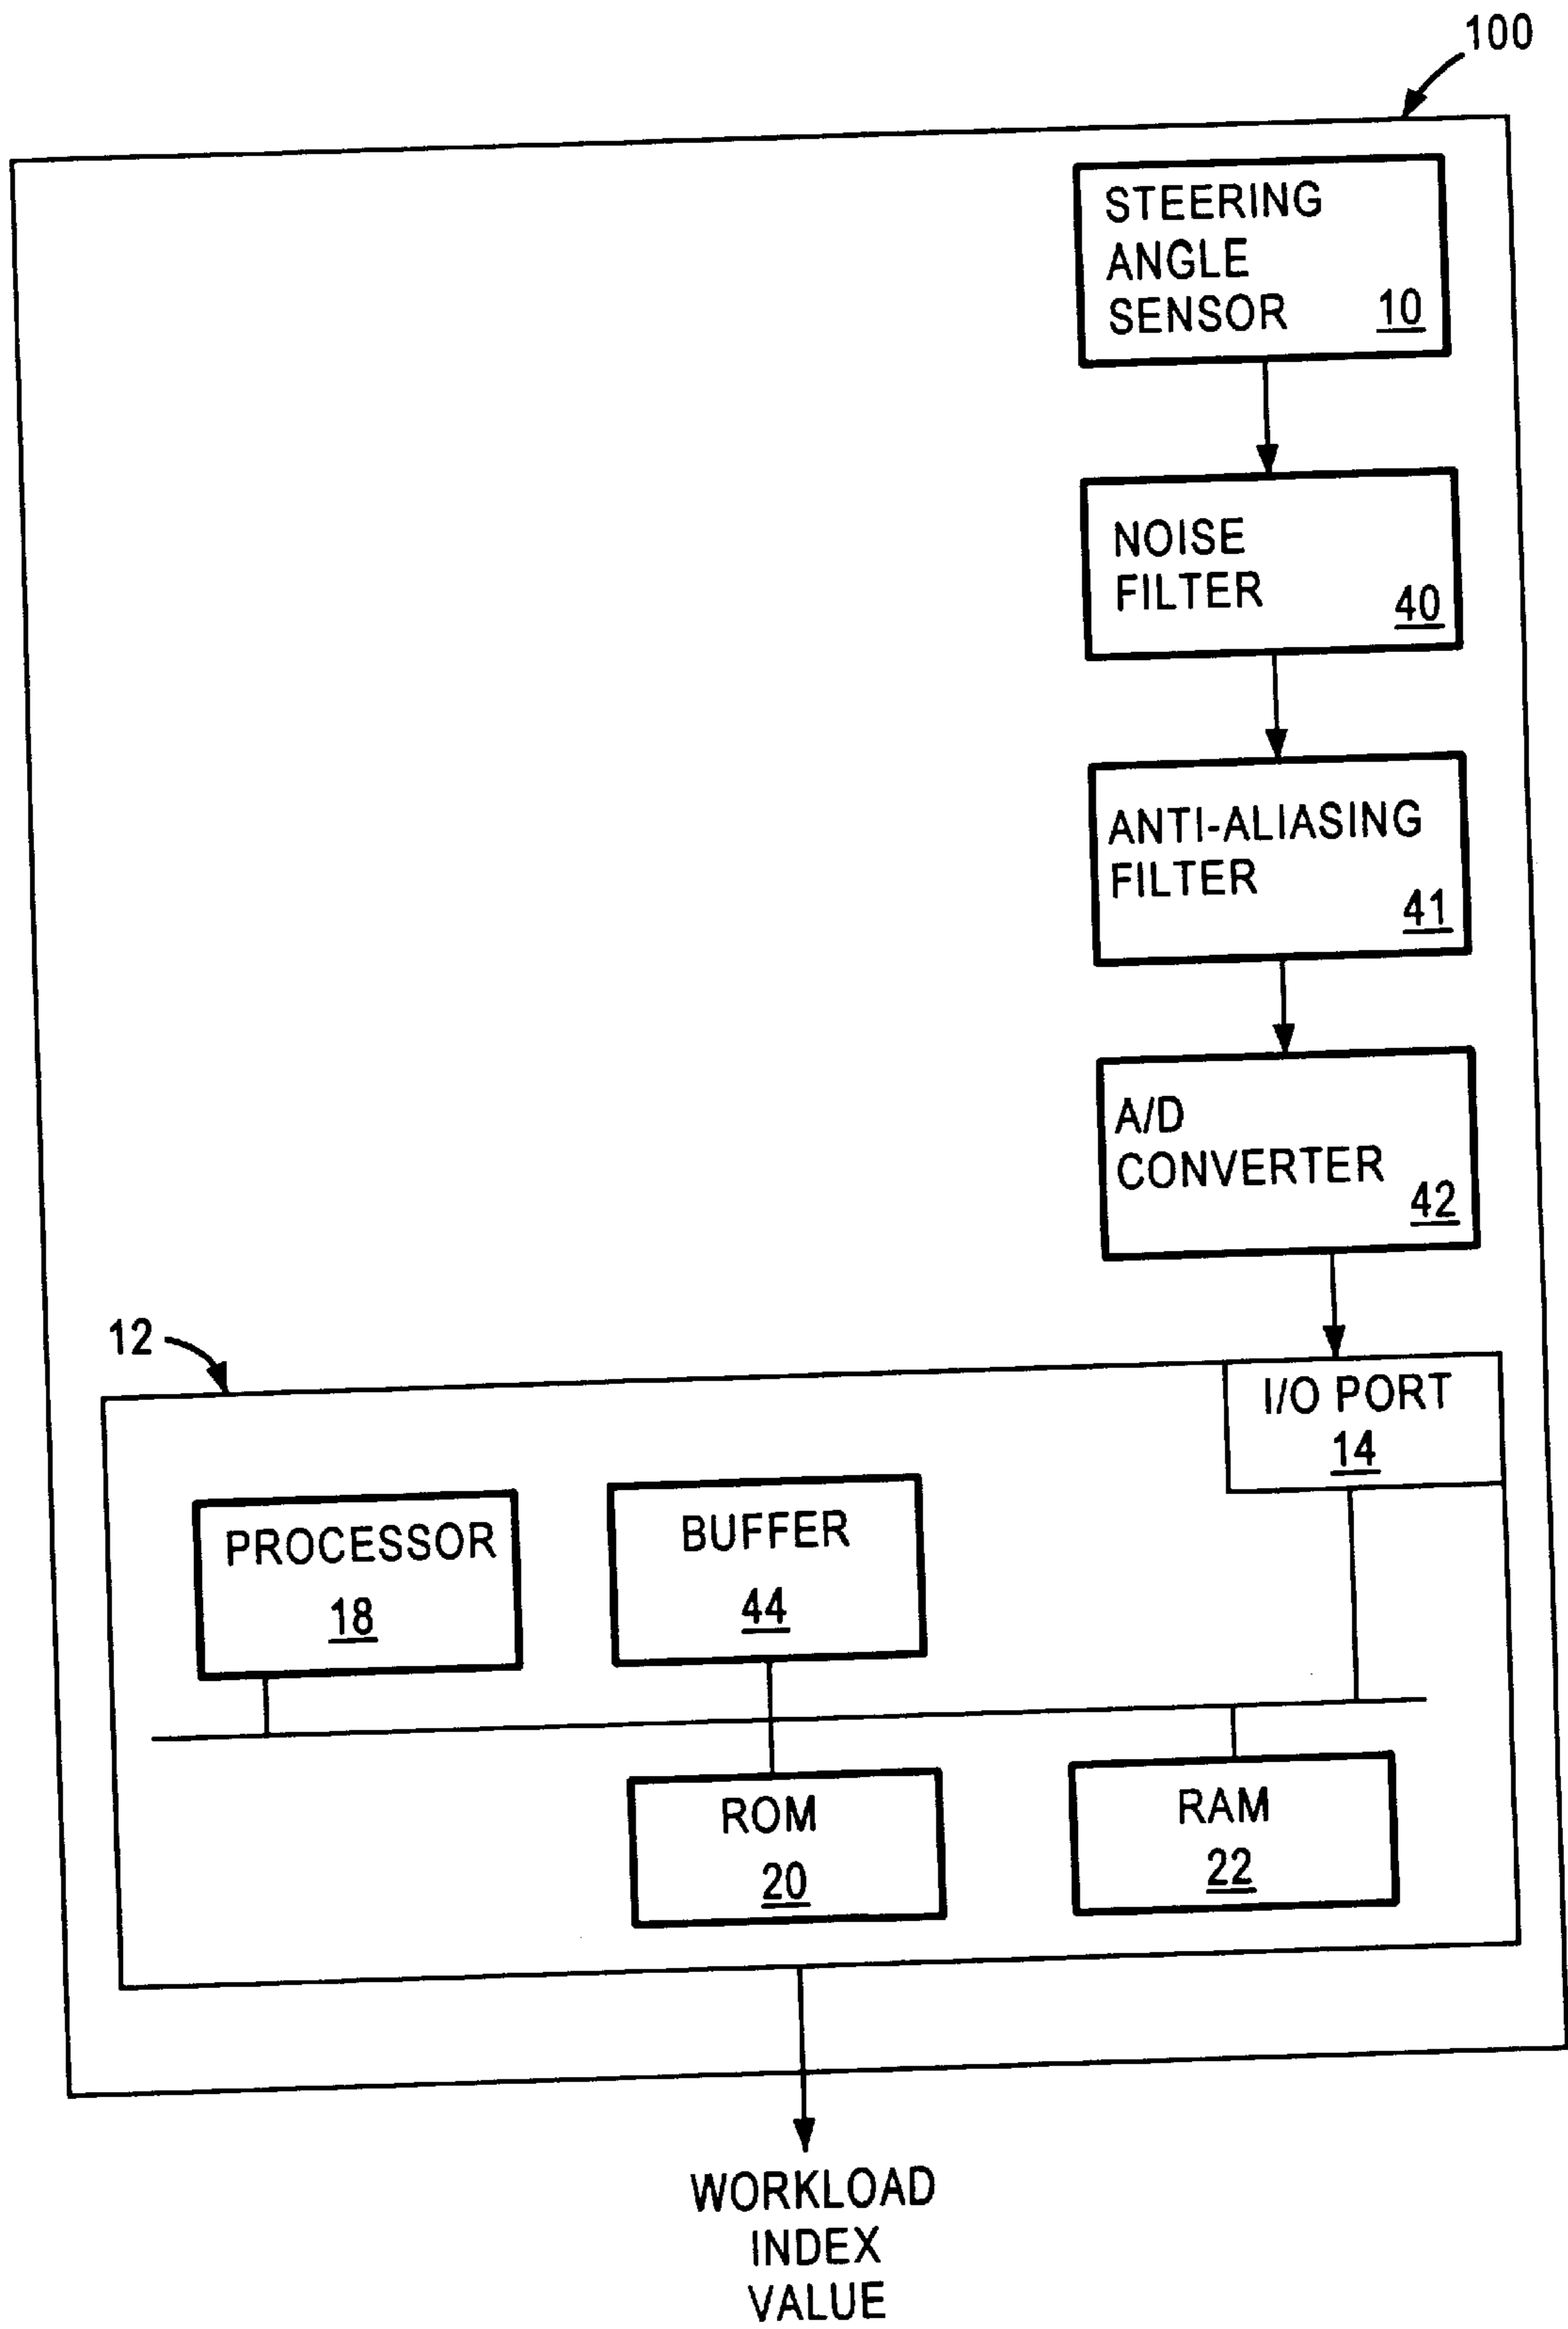 100
STEERING
ANGLE
SENSOR 10
NOISE
FILTER 40
ANTI-ALIASING
FILTER 41
A/D
CONVERTER 42
12
I/O PORT
14
PROCESSOR
18
BUFFER
44
ROM
20
RAM
22
WORKLOAD
INDEX
VALUE